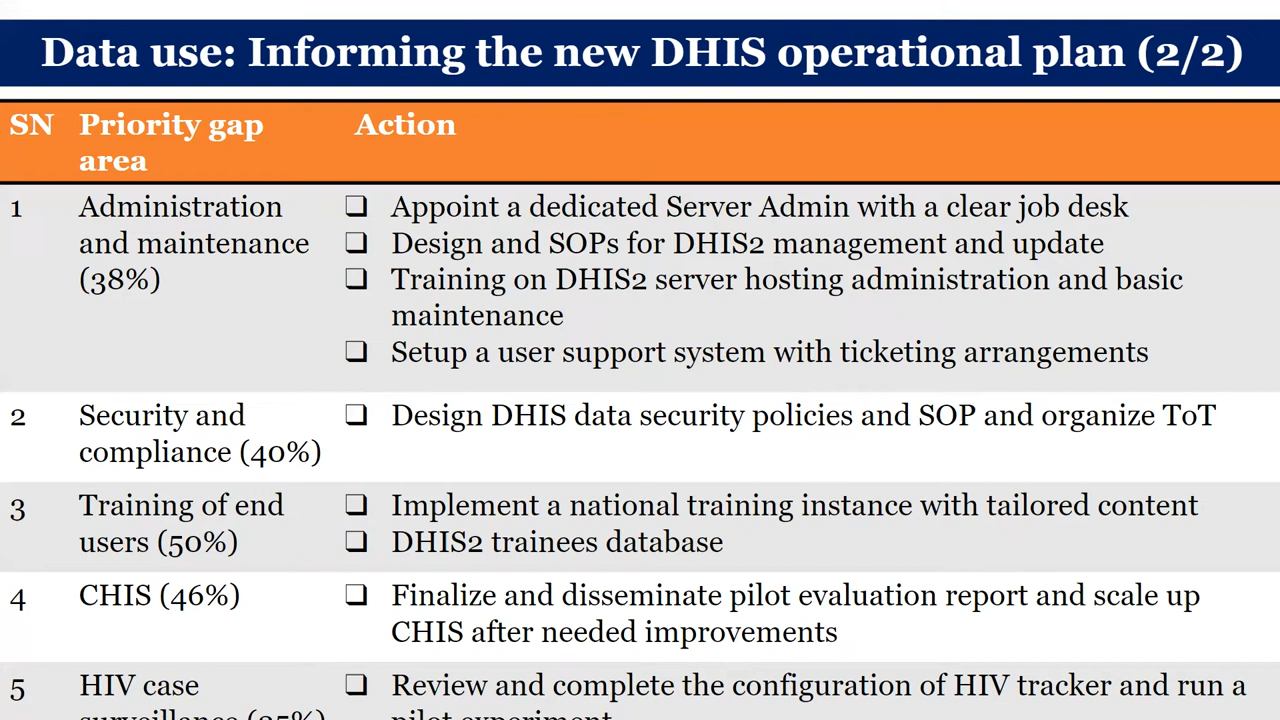 Data use: Informing the new DHIS operational plan (2/2)
SN Priority gap area Action
1 Administration and maintenance (38%)
❑ Appoint a dedicated Server Admin with a clear job desk
❑ Design and SOPs for DHIS2 management and update
❑ Training on DHIS2 server hosting administration and basic
maintenance
❑ Setup a user support system with ticketing arrangements
2 Security and compliance (40%)
❑ Design DHIS data security policies and SOP and organize ToT
3 Training of end users (50%)
❑ Implement a national training instance with tailored content
❑ DHIS2 trainees database
4 CHIS (46%)
❑ Finalize and disseminate pilot evaluation report and scale up
CHIS after needed improvements
5 HIV case
❑ Review and complete the configuration of HIV tracker and run a